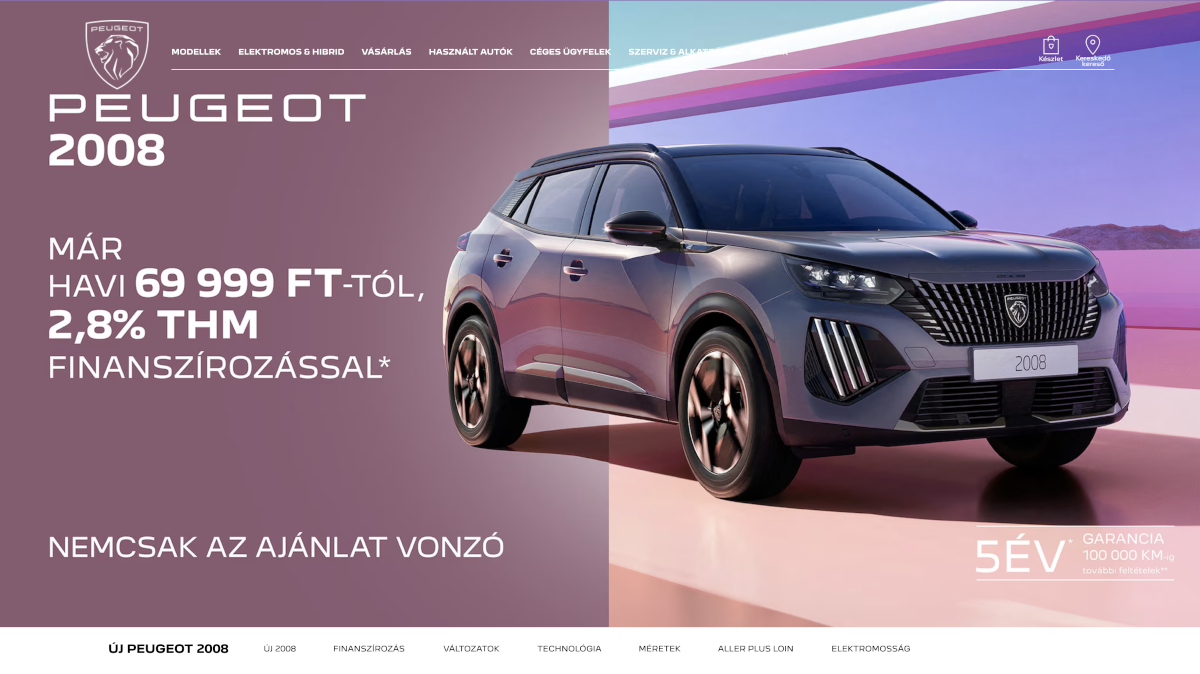 PEUGEOT
MODELLEK ELEKTROMOS & HIBRID VÁSÁRLÁS HASZNÁLT AUTÓK CÉGES ÜGYFELEK SZERVIZ &
Készlet
Kereskedő
kereső
PEUGEOT
2008
MÁR
HAVI 69 999 FT-TÓL,
2,8% THM
FINANSZÍROZÁSSAL*
PEUGEOT
2008
NEMCSAK AZ AJÁNLAT VONZÓ
5ÉV*
GARANCIA
100 000 KM-ig
további feltételek**
ÚJ PEUGEOT 2008 ÚJ 2008 FINANSZÍROZÁS VÁLTOZATOK TECHNOLÓGIA MÉRETEK ALLER PLUS LOIN ELEKTROMOSSÁG